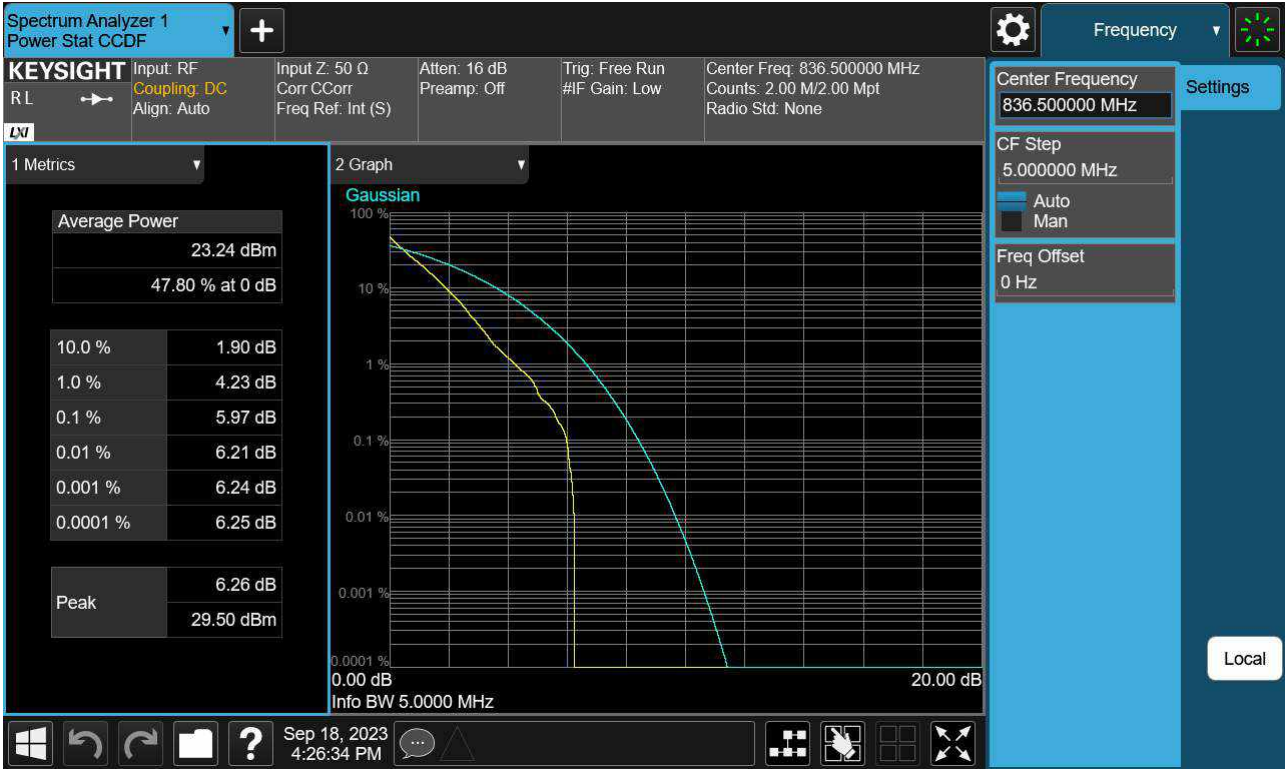 Spectrum Analyzer 1
Power Stat CCDF
Frequency
KEYSIGHT
R L
LXI
Input: RF
Coupling: DC
Align: Auto
Input Z: 50 Ω
Corr CCorr
Freq Ref: Int (S)
Atten: 16 dB
Preamp: Off
Trig: Free Run
#IF Gain: Low
Center Freq: 836.500000 MHz
Counts: 2.00 M/2.00 Mpt
Radio Std: None
Center Frequency
836.500000 MHz
Settings
CF Step
5.000000 MHz
Auto
Man
Freq Offset
0 Hz
Local
1 Metrics
Average Power
23.24 dBm
47.80 % at 0 dB
10.0 % 1.90 dB
1.0 % 4.23 dB
0.1 % 5.97 dB
0.01 % 6.21 dB
0.001 % 6.24 dB
0.0001 % 6.25 dB
Peak
6.26 dB
29.50 dBm
2 Graph
Gaussian
100 %
10 %
1 %
0.1 %
0.01 %
0.001 %
0.0001 %
0.00 dB 20.00 dB
Info BW 5.0000 MHz
?
Sep 18, 2023
4:26:34 PM